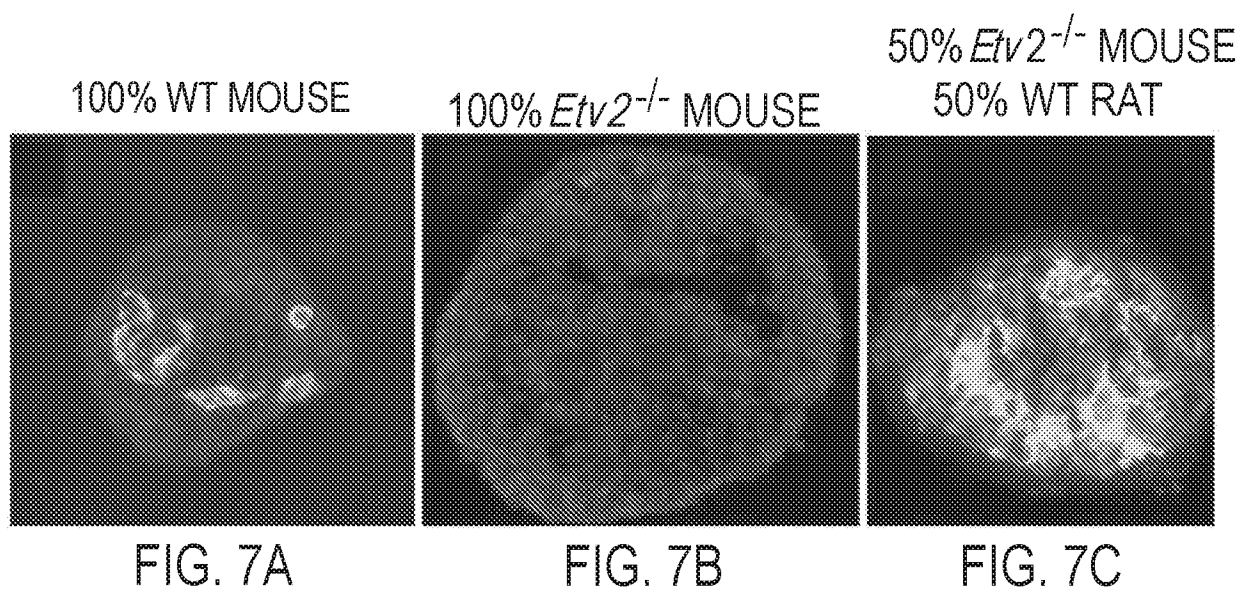 100% WT MOUSE
100% Etv2-/- MOUSE
50% Etv2-/- MOUSE
50% WT RAT
FIG. 7A
FIG. 7B
FIG. 7C